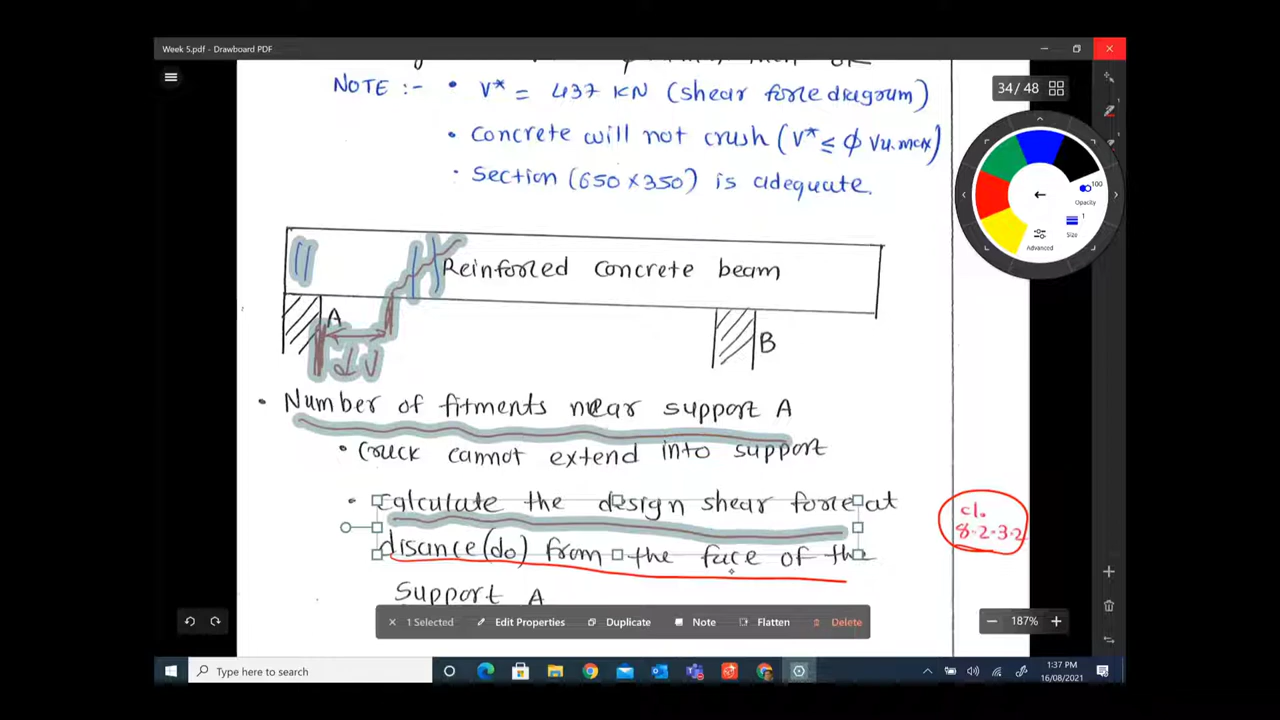 Week 5.pdf - Drawboard PDF
NOTE :- • V* = 437 KN (shear force diagram)
34 / 48
• Concrete will not crush (V* ≤ ϕ Vu.max)
• Section (650 x 350) is adequate.
100
Opacity
1
Size
Advanced
Reinforced concrete beam
A
dv
B
• Number of fitments near support A
• Crack cannot extend into support
• Calculate the design shear force at
cl.
8.2.3.2
disance (do) from the face of the
Support A
1 Selected
Edit Properties
Duplicate
Note
Flatten
Delete
187%
Type here to search
1:37 PM
16/08/2021